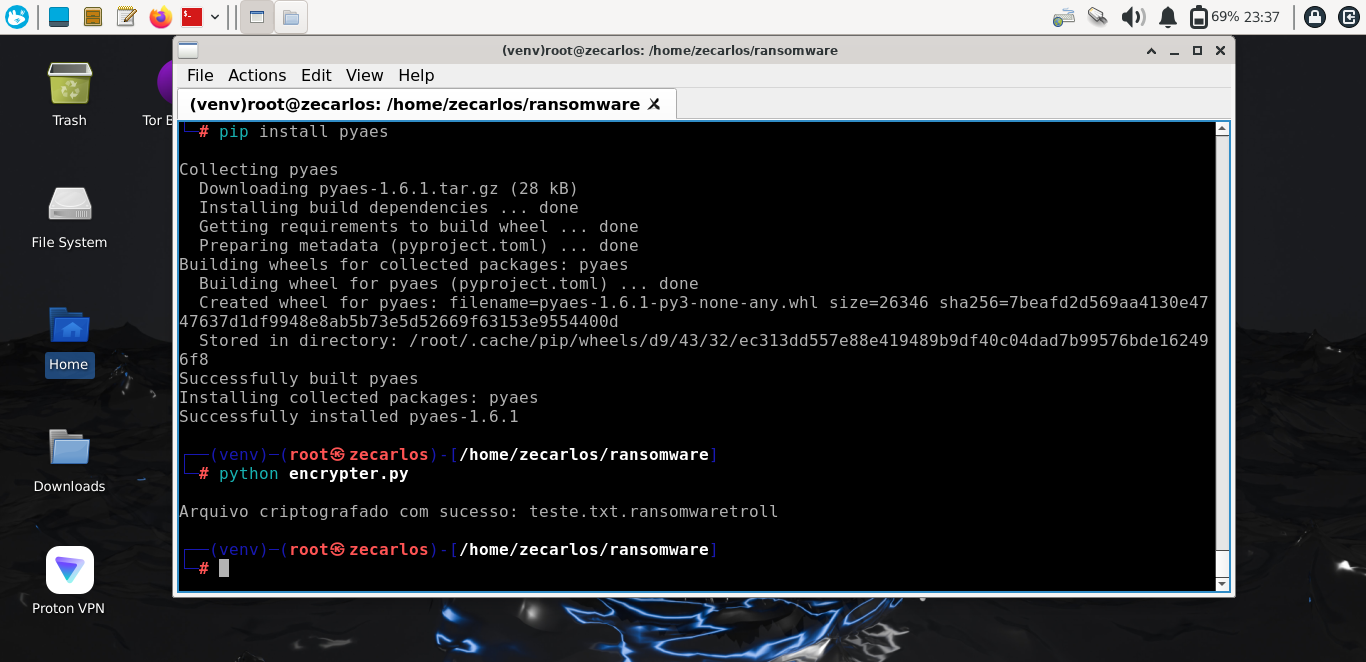 69% 23:37
(venv)root@zecarlos: /home/zecarlos/ransomware
File Actions Edit View Help
(venv)root@zecarlos: /home/zecarlos/ransomware
Trash
Tor B
File System
Home
Downloads
Proton VPN
# pip install pyaes
Collecting pyaes
Downloading pyaes-1.6.1.tar.gz (28 kB)
Installing build dependencies ... done
Getting requirements to build wheel ... done
Preparing metadata (pyproject.toml) ... done
Building wheels for collected packages: pyaes
Building wheel for pyaes (pyproject.toml) ... done
Created wheel for pyaes: filename=pyaes-1.6.1-py3-none-any.whl size=26346 sha256=7beafd2d569aa4130e47
47637d1df9948e8ab5b73e5d52669f63153e9554400d
Stored in directory: /root/.cache/pip/wheels/d9/43/32/ec313dd557e88e419489b9df40c04dad7b99576bde16249
6f8
Successfully built pyaes
Installing collected packages: pyaes
Successfully installed pyaes-1.6.1
(venv)-(root㉿zecarlos)-[/home/zecarlos/ransomware]
# python encrypter.py
Arquivo criptografado com sucesso: teste.txt.ransomwaretroll
(venv)-(root㉿zecarlos)-[/home/zecarlos/ransomware]
#